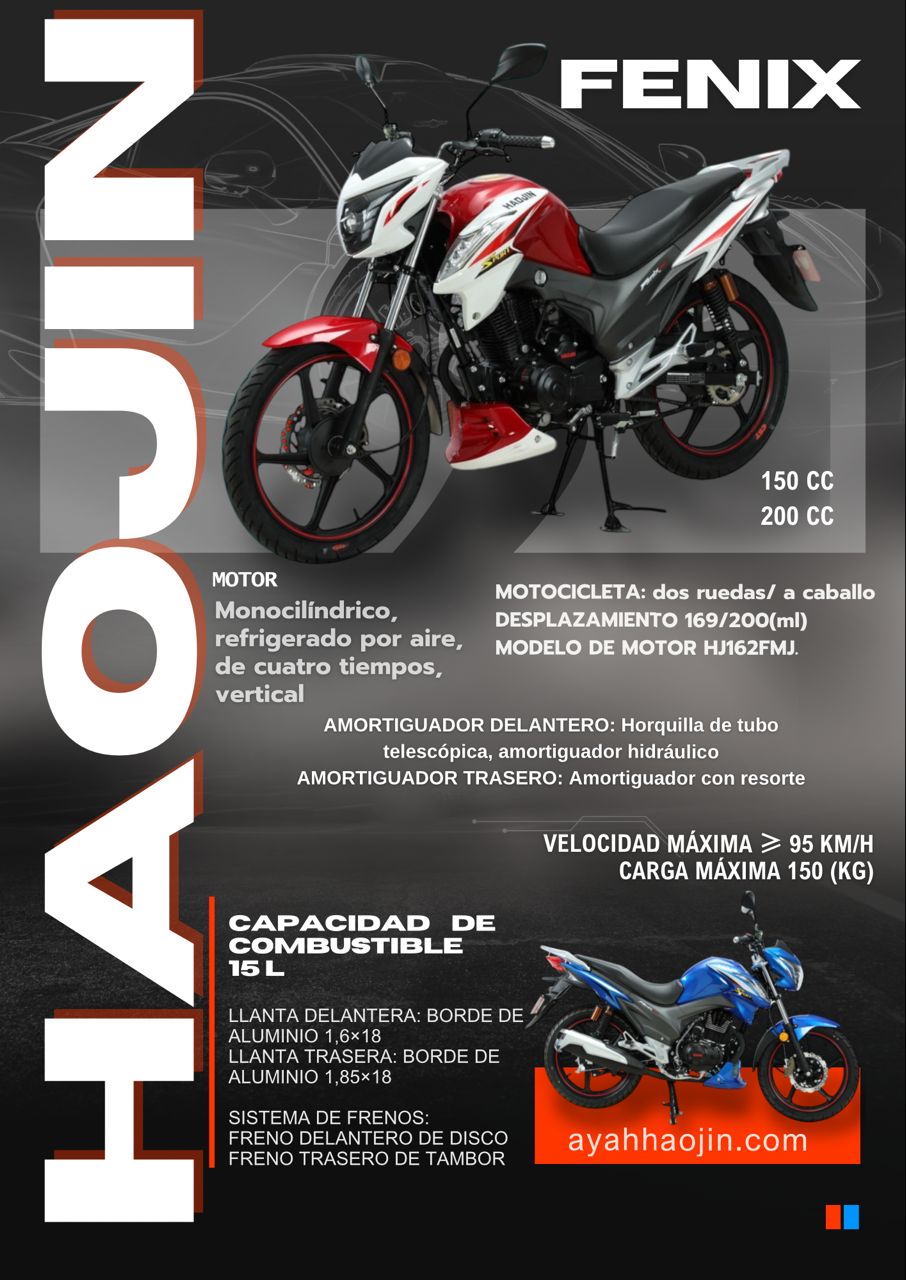 HAOJIN
FENIX
HAOJIN
SPORT
150 CC
200 CC
MOTOR
Monocilíndrico,
refrigerado por aire,
de cuatro tiempos,
vertical
MOTOCICLETA: dos ruedas/ a caballo
DESPLAZAMIENTO 169/200(ml)
MODELO DE MOTOR HJ162FMJ.
AMORTIGUADOR DELANTERO: Horquilla de tubo
telescópica, amortiguador hidráulico
AMORTIGUADOR TRASERO: Amortiguador con resorte
VELOCIDAD MÁXIMA ⩾ 95 KM/H
CARGA MÁXIMA 150 (KG)
CAPACIDAD DE
COMBUSTIBLE
15 L
LLANTA DELANTERA: BORDE DE
ALUMINIO 1,6×18
LLANTA TRASERA: BORDE DE
ALUMINIO 1,85×18
SISTEMA DE FRENOS:
FRENO DELANTERO DE DISCO
FRENO TRASERO DE TAMBOR
ayahhaojin.com